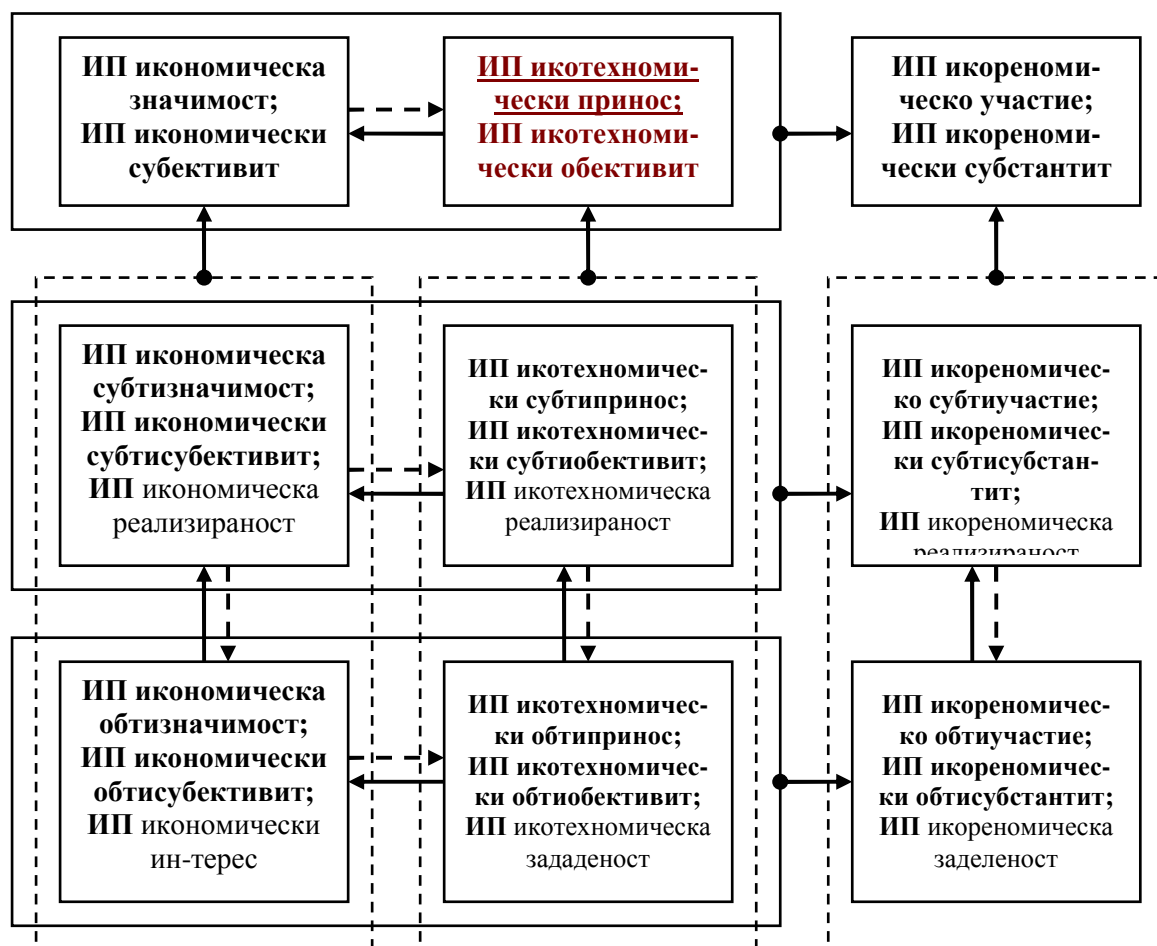 ИП икономическа
значимост;
ИП икономически
субективит
ИП икотехноми-
чески принос;
ИП икотехноми-
чески обективит
ИП икореноми-
ческо участие;
ИП икореноми-
чески субстантит
ИП икономическа
субтизначимост;
ИП икономически
субтисубективит;
ИП икономическа
реализираност
ИП икотехномичес-
ки субтипринос;
ИП икотехномичес-
ки субтиобективит;
ИП икотехномическа
реализираност
ИП икореномичес-
ко субтиучастие;
ИП икореномичес-
ки субтисубстан-
тит;
ИП икореномическа
реализираност
ИП икономическа
обтизначимост;
ИП икономически
обтисубективит;
ИП икономически
ин-терес
ИП икотехномичес-
ки обтипринос;
ИП икотехномичес-
ки обтиобективит;
ИП икотехномическа
зададеност
ИП икореномичес-
ко обтиучастие;
ИП икореномичес-
ки обтисубстантит;
ИП икореномическа
заделеност